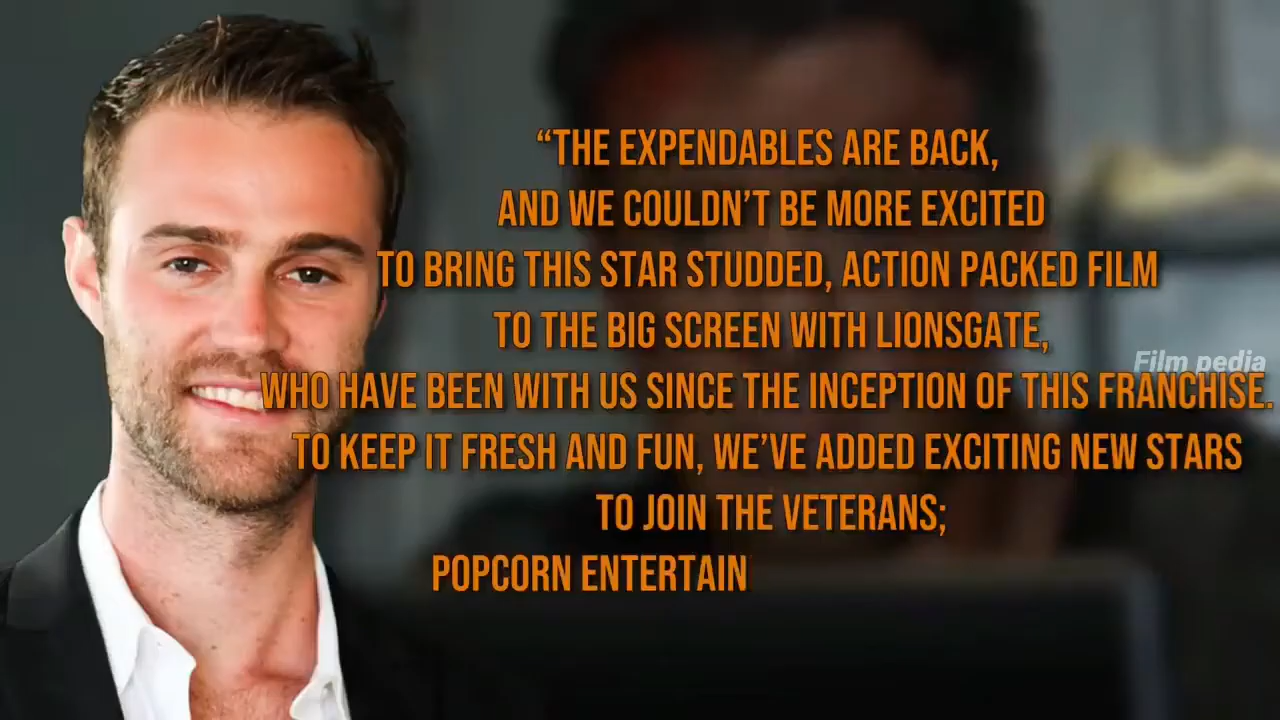 “THE EXPENDABLES ARE BACK,
AND WE COULDN’T BE MORE EXCITED
TO BRING THIS STAR STUDDED, ACTION PACKED FILM
TO THE BIG SCREEN WITH LIONSGATE,
Film pedia
WHO HAVE BEEN WITH US SINCE THE INCEPTION OF THIS FRANCHISE.
TO KEEP IT FRESH AND FUN, WE’VE ADDED EXCITING NEW STARS
TO JOIN THE VETERANS;
POPCORN ENTERTAIN